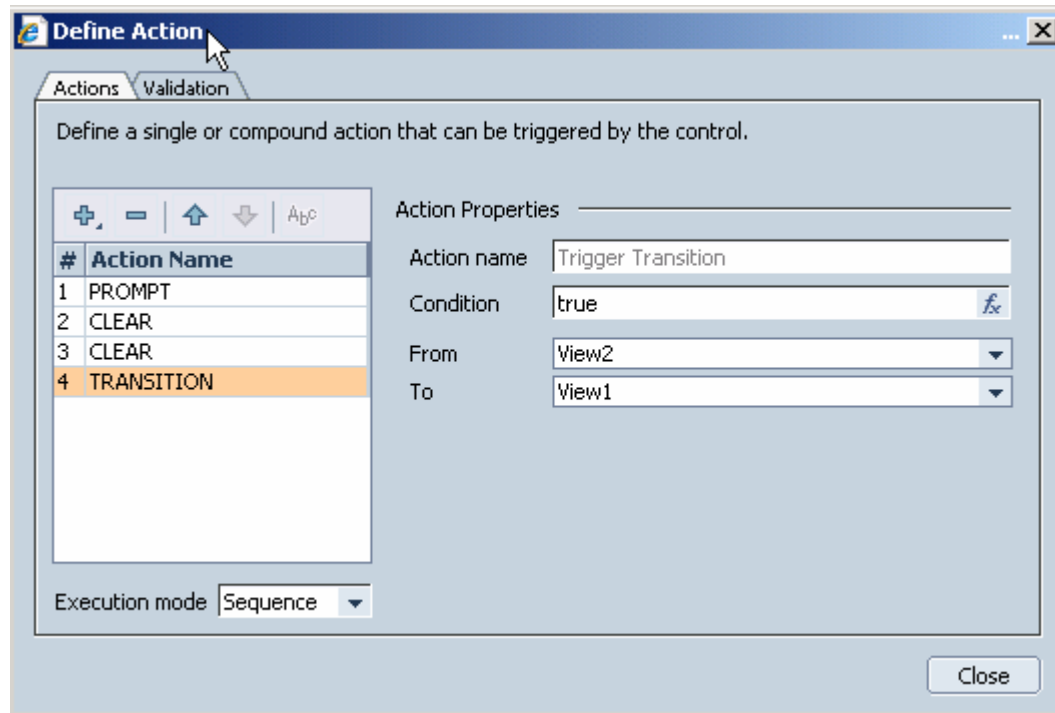 Define Action ...
Actions Validation
Define a single or compound action that can be triggered by the control.
Abc
Action Properties
# Action Name
Action name Trigger Transition
1 PROMPT
Condition true fx
2 CLEAR
3 CLEAR
From View2
4 TRANSITION
To View1
Execution mode Sequence
Close